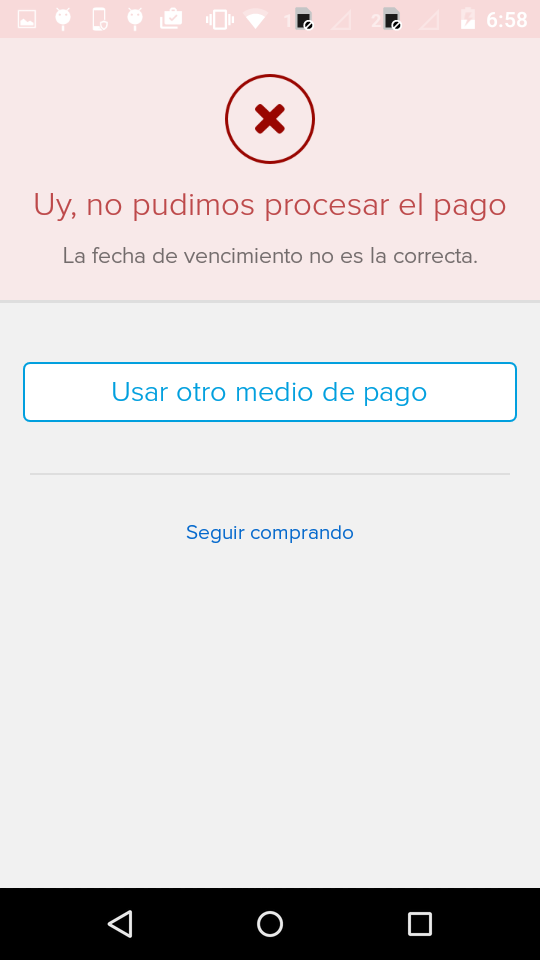 1 2 6:58
Uy, no pudimos procesar el pago
La fecha de vencimiento no es la correcta.
Usar otro medio de pago
Seguir comprando